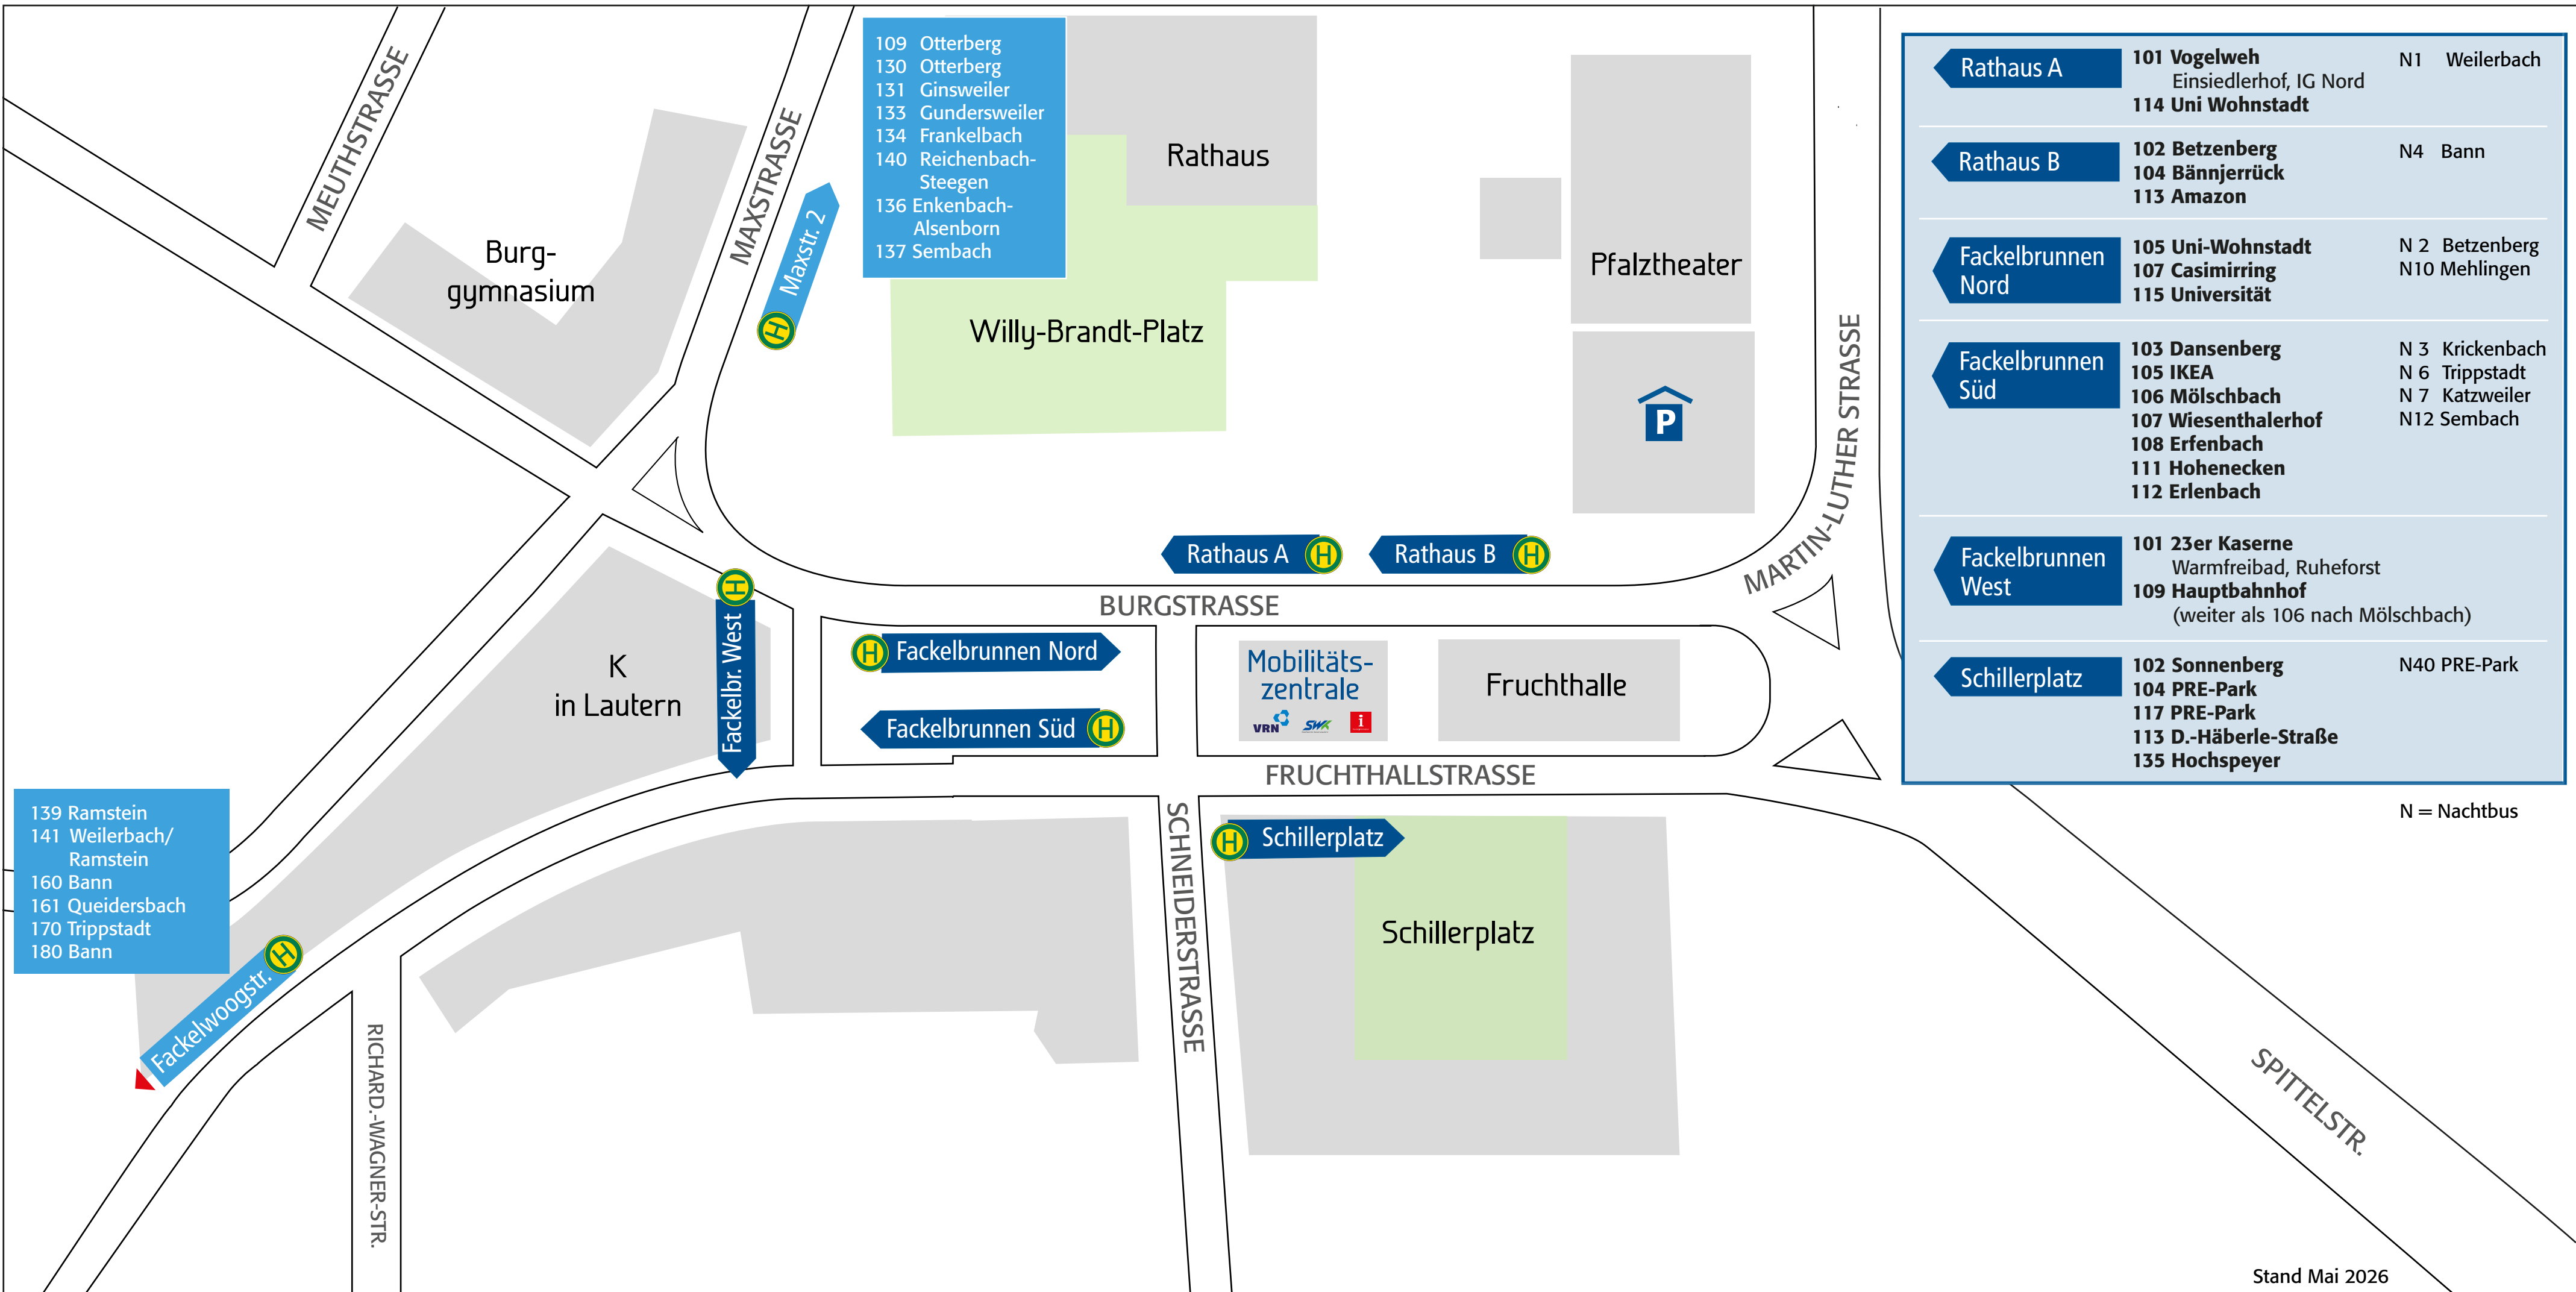 MEUTHSTRASSE
MAXSTRASSE
Maxstr. 2
H
109 Otterberg
130 Otterberg
131 Ginsweiler
133 Gundersweiler
134 Frankelbach
140 Reichenbach-
Steegen
136 Enkenbach-
Alsenborn
137 Sembach
Rathaus
Burg-
gymnasium
Willy-Brandt-Platz
Pfalztheater
P
MARTIN-LUTHER STRASSE
Rathaus A H
Rathaus B H
BURGSTRASSE
H
Fackelbr. West
H Fackelbrunnen Nord
Fackelbrunnen Süd H
K
in Lautern
Mobilitäts-
zentrale
VRN SWK i
Fruchthalle
FRUCHTHALLSTRASSE
SCHNEIDERSTRASSE
H Schillerplatz
Schillerplatz
139 Ramstein
141 Weilerbach/
Ramstein
160 Bann
161 Queidersbach
170 Trippstadt
180 Bann
Fackelwoogstr. H
RICHARD.-WAGNER-STR.
SPITTELSTR.
Rathaus A
101 Vogelweh
Einsiedlerhof, IG Nord
114 Uni Wohnstadt
N1 Weilerbach
Rathaus B
102 Betzenberg
104 Bännjerrück
113 Amazon
N4 Bann
Fackelbrunnen
Nord
105 Uni-Wohnstadt
107 Casimirring
115 Universität
N 2 Betzenberg
N10 Mehlingen
Fackelbrunnen
Süd
103 Dansenberg
105 IKEA
106 Mölschbach
107 Wiesenthalerhof
108 Erfenbach
111 Hohenecken
112 Erlenbach
N 3 Krickenbach
N 6 Trippstadt
N 7 Katzweiler
N12 Sembach
Fackelbrunnen
West
101 23er Kaserne
Warmfreibad, Ruheforst
109 Hauptbahnhof
(weiter als 106 nach Mölschbach)
Schillerplatz
102 Sonnenberg
104 PRE-Park
117 PRE-Park
113 D.-Häberle-Straße
135 Hochspeyer
N40 PRE-Park
N = Nachtbus
Stand Mai 2026